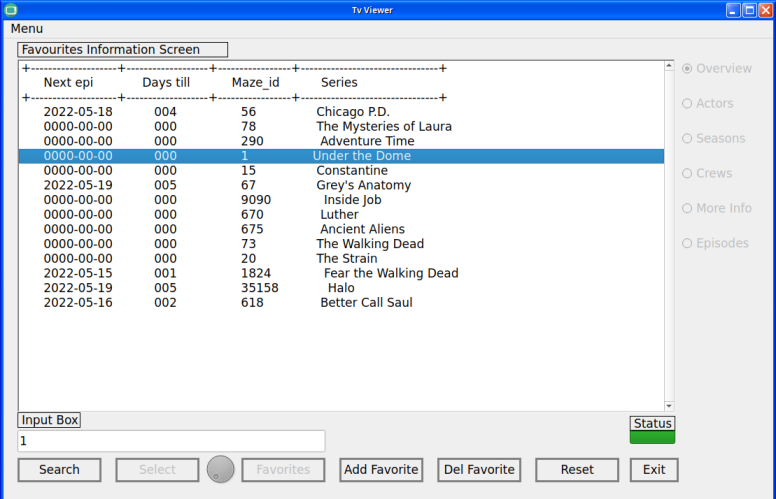 Tv Viewer
Menu
Favourites Information Screen
+---------------------+-------------------+-----------------+--------------------------------+
Next epi Days till Maze_id Series
+---------------------+-------------------+-----------------+--------------------------------+
2022-05-18 004 56 Chicago P.D.
0000-00-00 000 78 The Mysteries of Laura
0000-00-00 000 290 Adventure Time
0000-00-00 000 1 Under the Dome
0000-00-00 000 15 Constantine
2022-05-19 005 67 Grey's Anatomy
0000-00-00 000 9090 Inside Job
0000-00-00 000 670 Luther
0000-00-00 000 675 Ancient Aliens
0000-00-00 000 73 The Walking Dead
0000-00-00 000 20 The Strain
2022-05-15 001 1824 Fear the Walking Dead
2022-05-19 005 35158 Halo
2022-05-16 002 618 Better Call Saul
Overview
Actors
Seasons
Crews
More Info
Episodes
Input Box
Status
1
Search Select Favorites Add Favorite Del Favorite Reset Exit